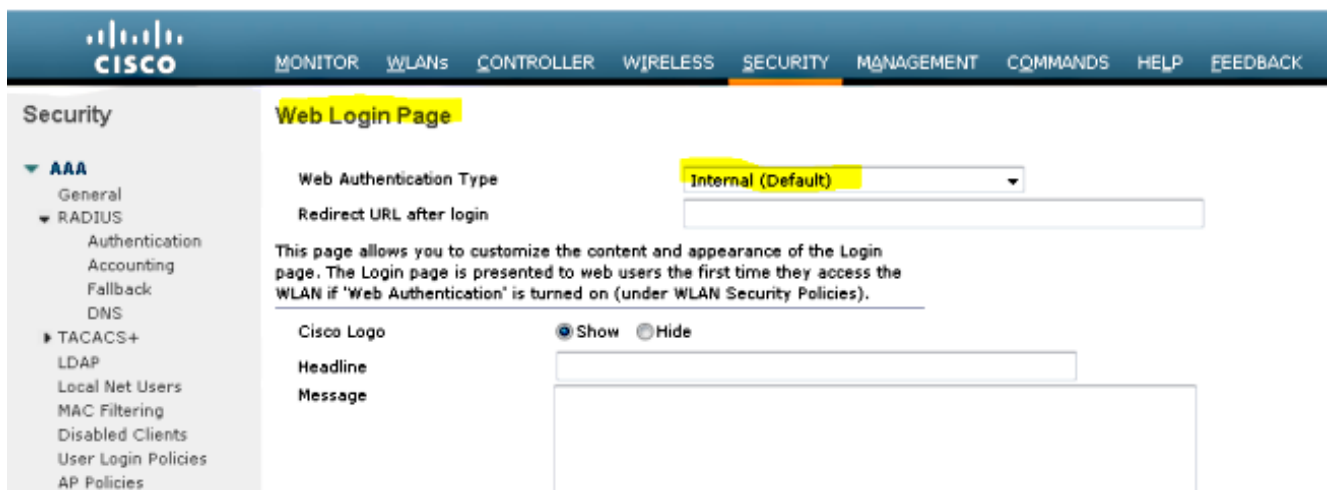 CISCO
MONITOR WLANs CONTROLLER WIRELESS SECURITY MANAGEMENT COMMANDS HELP FEEDBACK
Security
AAA
General
RADIUS
Authentication
Accounting
Fallback
DNS
TACACS+
LDAP
Local Net Users
MAC Filtering
Disabled Clients
User Login Policies
AP Policies
Web Login Page
Web Authentication Type Internal (Default)
Redirect URL after login
This page allows you to customize the content and appearance of the Login
page. The Login page is presented to web users the first time they access the
WLAN if 'Web Authentication' is turned on (under WLAN Security Policies).
Cisco Logo Show Hide
Headline
Message